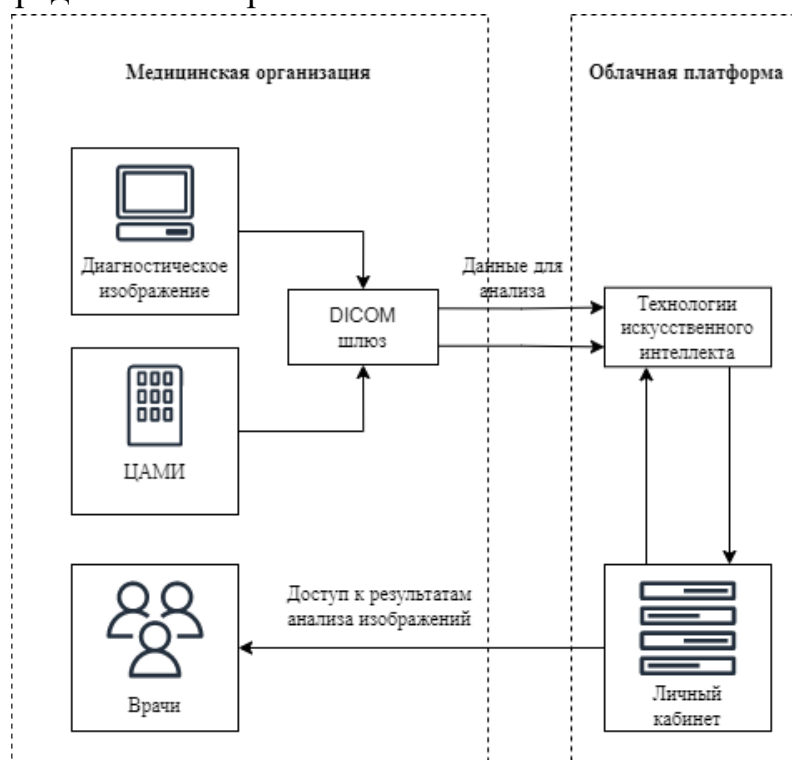 Медицинская организация
Облачная платформа
Диагностическое
изображение
Данные для
анализа
DICOM
шлюз
Технологии
искусственного
интеллекта
ЦАМИ
Доступ к результатам
анализа изображений
Врачи
Личный
кабинет